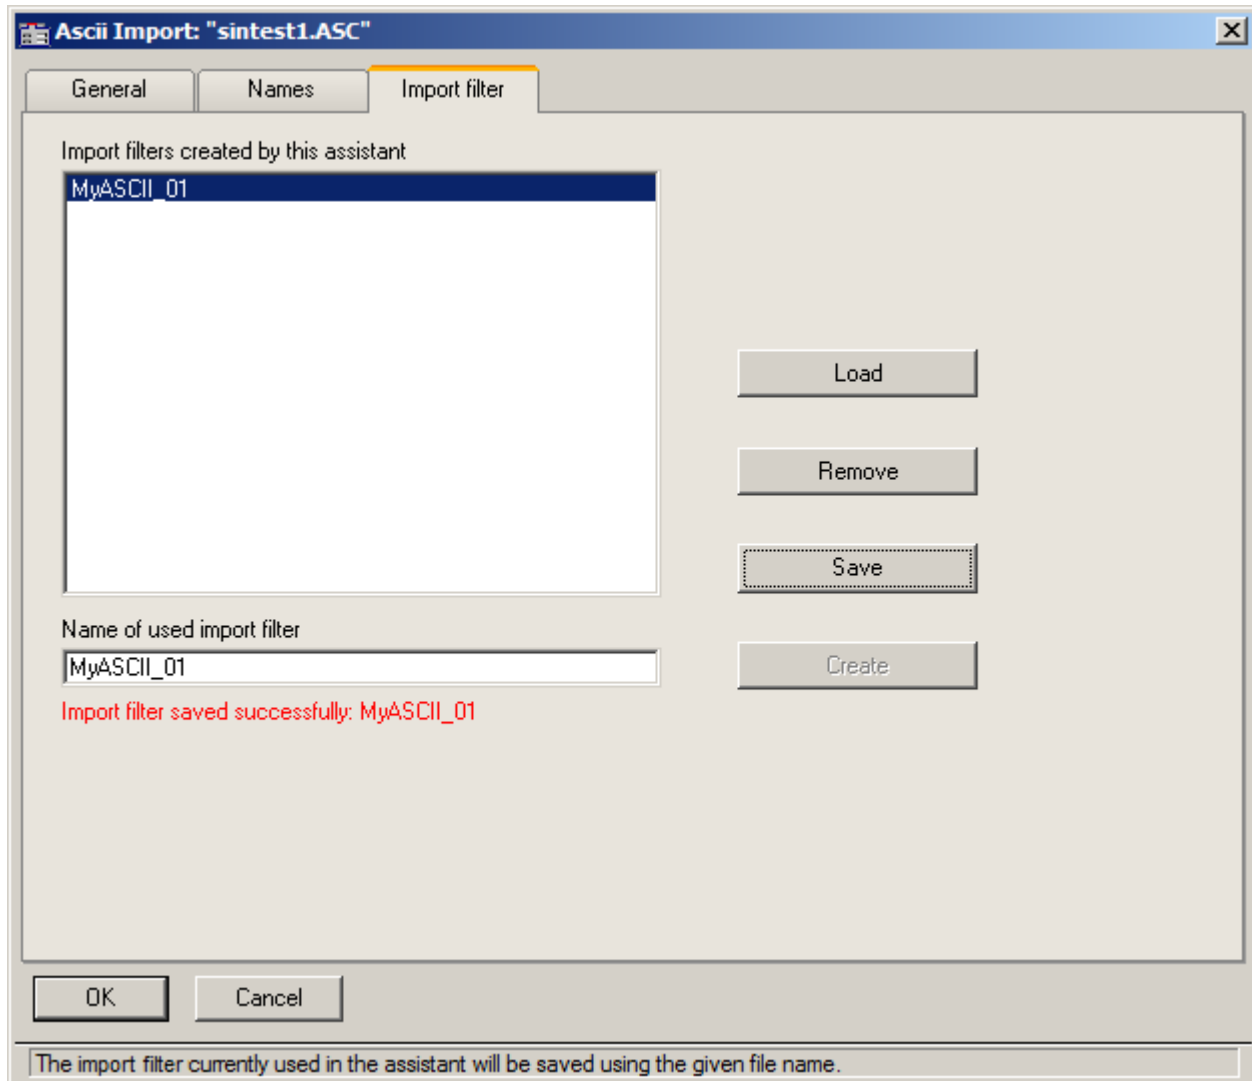 Ascii Import: "sintest1.ASC"
General Names Import filter
Import filters created by this assistant
MyASCII_01
Load
Remove
Save
Name of used import filter
MyASCII_01
Create
Import filter saved successfully: MyASCII_01
OK Cancel
The import filter currently used in the assistant will be saved using the given file name.